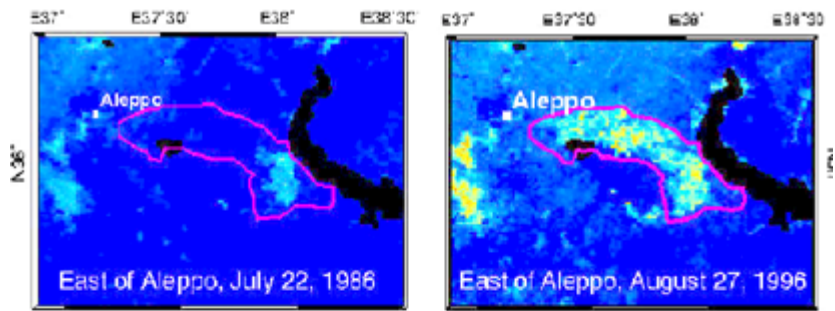 E37° E37°30' E38° E38°30'
Aleppo
N36°
East of Aleppo, July 22, 1986
E37° E37°30' E38° E38°30'
Aleppo
East of Aleppo, August 27, 1996